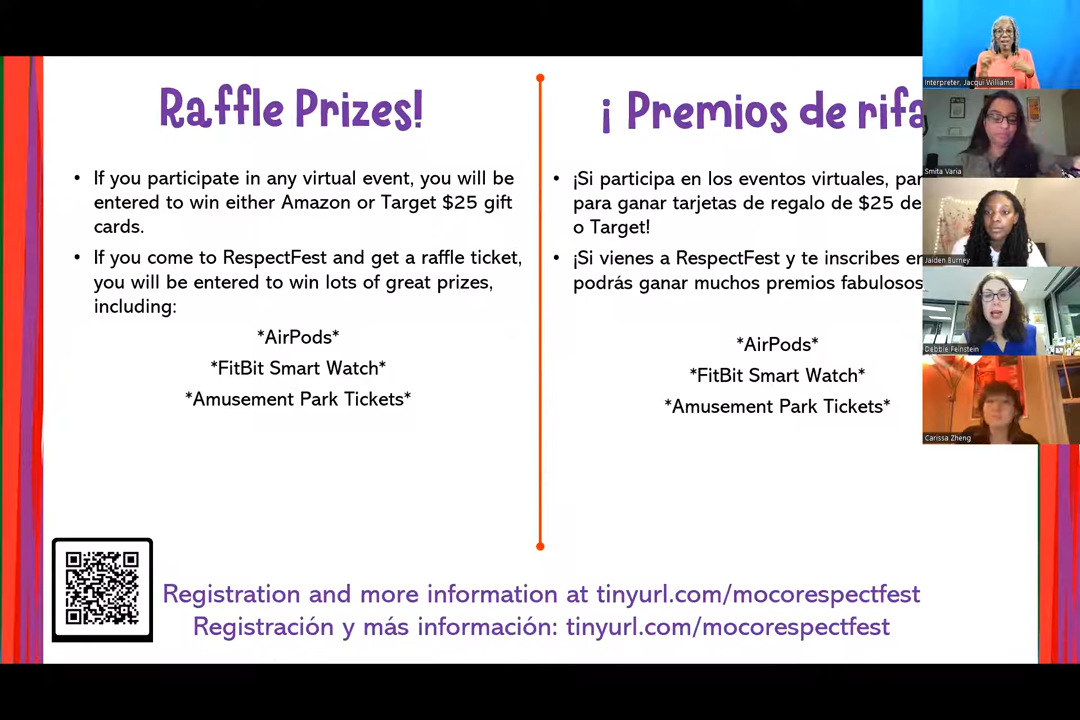 Raffle Prizes!
• If you participate in any virtual event, you will be
entered to win either Amazon or Target $25 gift
cards.
• If you come to RespectFest and get a raffle ticket,
you will be entered to win lots of great prizes,
including:
*AirPods*
*FitBit Smart Watch*
*Amusement Park Tickets*
¡ Premios de rifa
• ¡Si participa en los eventos virtuales, par
para ganar tarjetas de regalo de $25 de
o Target!
• ¡Si vienes a RespectFest y te inscribes en
podrás ganar muchos premios fabulosos
*AirPods*
*FitBit Smart Watch*
*Amusement Park Tickets*
Registration and more information at tinyurl.com/mocorespectfest
Registración y más información: tinyurl.com/mocorespectfest
Interpreter, Jacqui Williams
Smita Varia
Jaiden Burney
Debbie Feinstein
Carissa Zheng